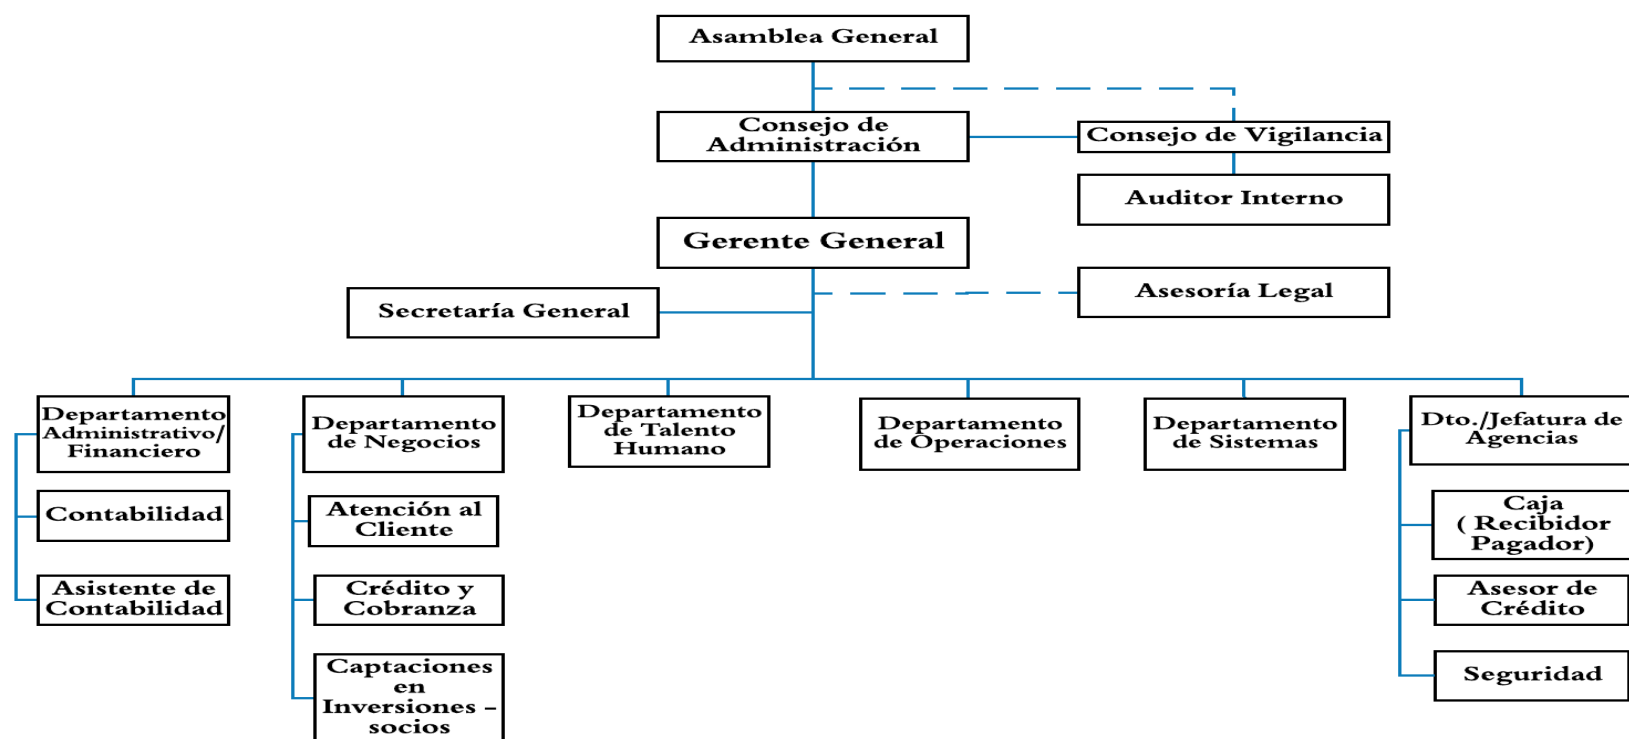 Asamblea General
Consejo de
Administración
Consejo de Vigilancia
Auditor Interno
Gerente General
Asesoría Legal
Secretaría General
Departamento
Administrativo/
Financiero
Contabilidad
Asistente de
Contabilidad
Departamento
de Negocios
Atención al
Cliente
Crédito y
Cobranza
Captaciones
en
Inversiones –
socios
Departamento
de Talento
Humano
Departamento
de Operaciones
Departamento
de Sistemas
Dto./Jefatura de
Agencias
Caja
( Recibidor
Pagador)
Asesor de
Crédito
Seguridad